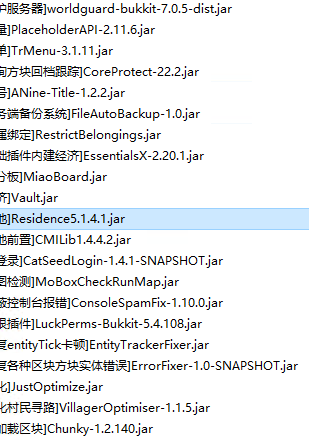 护服务器]worldguard-bukkit-7.0.5-dist.jar
量]PlaceholderAPI-2.11.6.jar
单]TrMenu-3.1.11.jar
询方块回档跟踪]CoreProtect-22.2.jar
号]ANine-Title-1.2.2.jar
务端备份系统]FileAutoBackup-1.0.jar
绑定]RestrictBelongings.jar
础插件内建经济]EssentialsX-2.20.1.jar
分板]MiaoBoard.jar
济]Vault.jar
地]Residence5.1.4.1.jar
地前置]CMILib1.4.4.2.jar
登录]CatSeedLogin-1.4.1-SNAPSHOT.jar
图检测]MoBoxCheckRunMap.jar
蔽控制台报错]ConsoleSpamFix-1.10.0.jar
限插件]LuckPerms-Bukkit-5.4.108.jar
复entityTick卡顿]EntityTrackerFixer.jar
复各种区块方块实体错误]ErrorFixer-1.0-SNAPSHOT.jar
化]JustOptimize.jar
化村民寻路]VillagerOptimiser-1.1.5.jar
加载区块]Chunky-1.2.140.jar